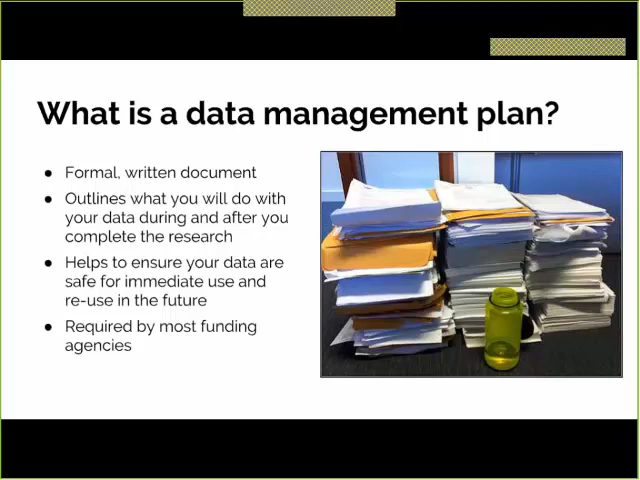 What is a data management plan?
● Formal, written document
● Outlines what you will do with
your data during and after you
complete the research
● Helps to ensure your data are
safe for immediate use and
re-use in the future
● Required by most funding
agencies